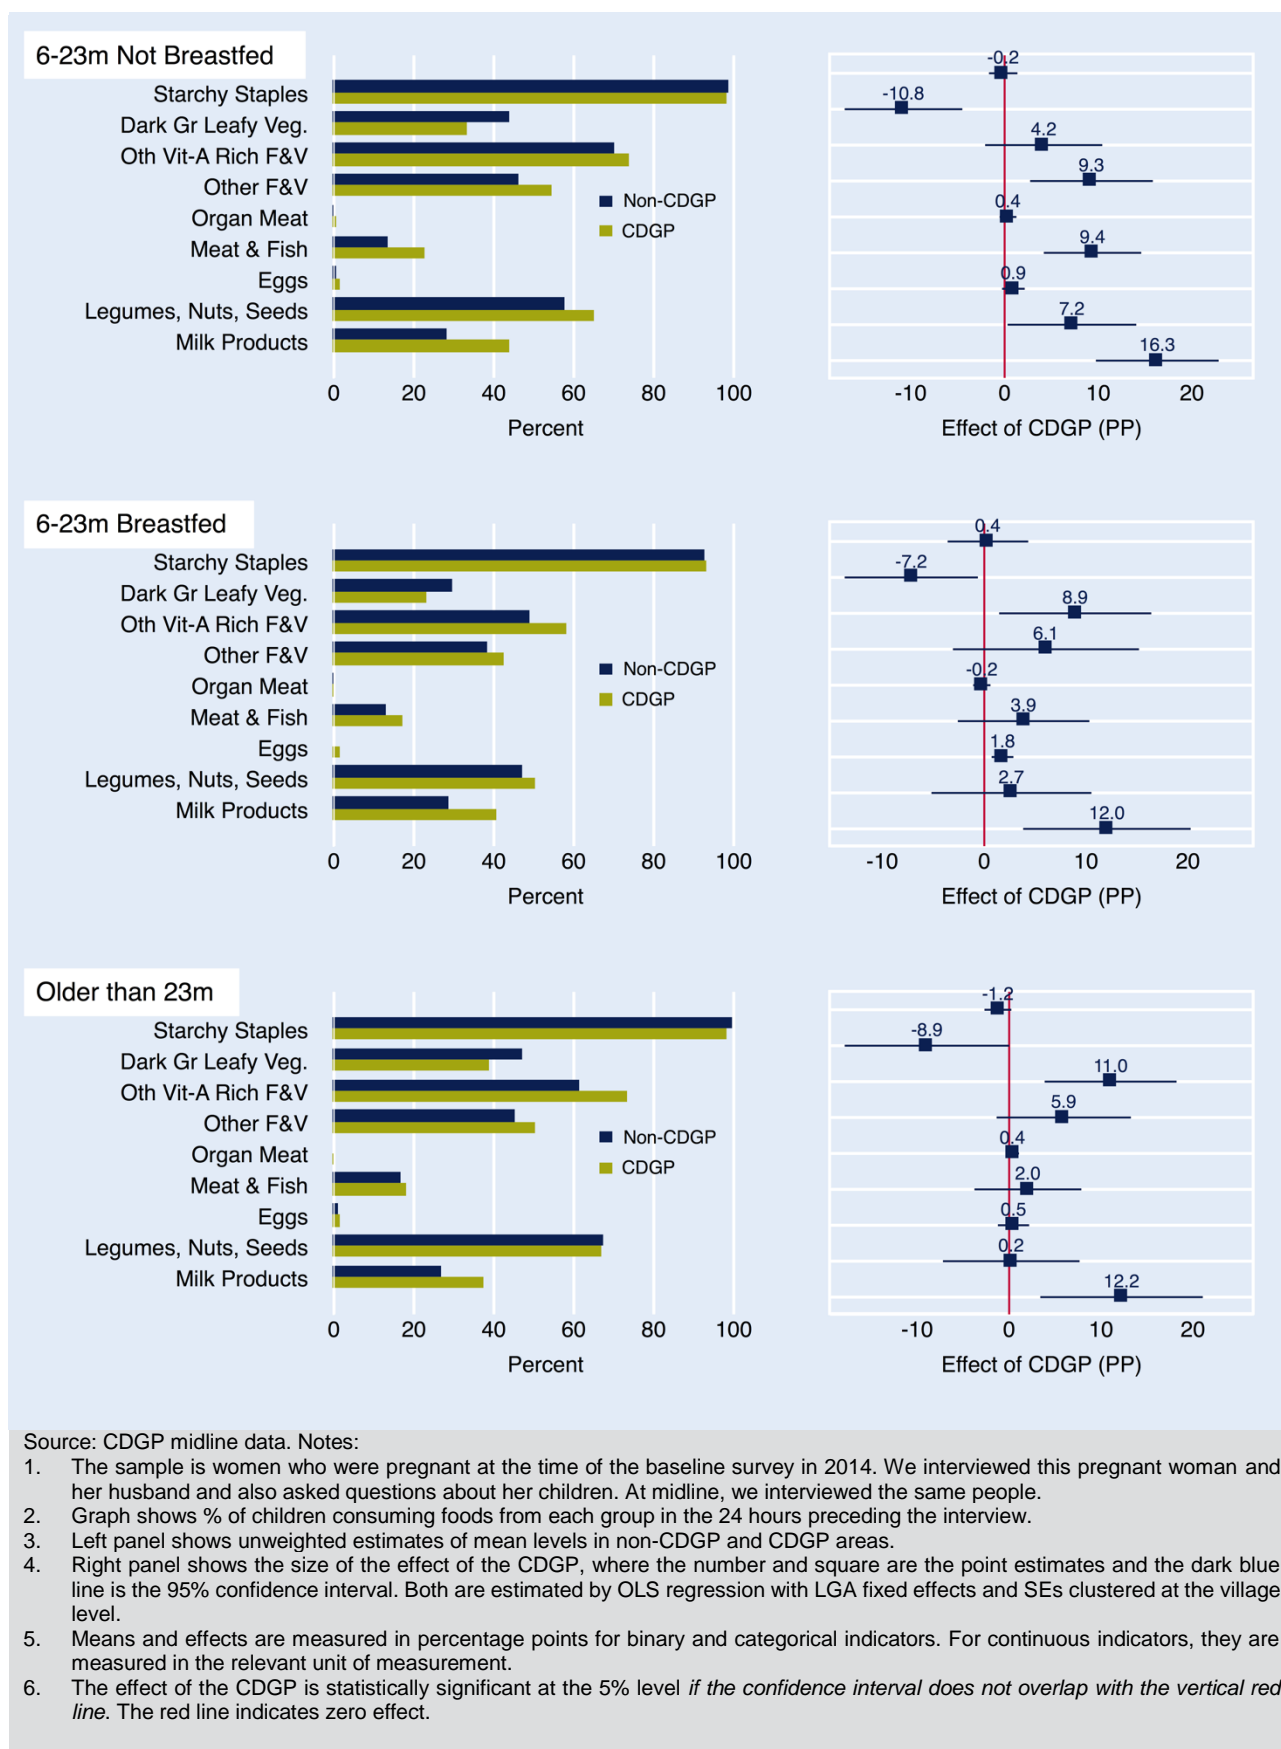 6-23m Not Breastfed
Starchy Staples
Dark Gr Leafy Veg.
Oth Vit-A Rich F&V
Other F&V
Organ Meat
Meat & Fish
Eggs
Legumes, Nuts, Seeds
Milk Products
0 20 40 60 80 100
Percent
Non-CDGP
CDGP
-0.2
-10.8
4.2
9.3
0.4
9.4
0.9
7.2
16.3
-10 0 10 20
Effect of CDGP (PP)
6-23m Breastfed
Starchy Staples
Dark Gr Leafy Veg.
Oth Vit-A Rich F&V
Other F&V
Organ Meat
Meat & Fish
Eggs
Legumes, Nuts, Seeds
Milk Products
0 20 40 60 80 100
Percent
Non-CDGP
CDGP
0.4
-7.2
8.9
6.1
-0.2
3.9
1.8
2.7
12.0
-10 0 10 20
Effect of CDGP (PP)
Older than 23m
Starchy Staples
Dark Gr Leafy Veg.
Oth Vit-A Rich F&V
Other F&V
Organ Meat
Meat & Fish
Eggs
Legumes, Nuts, Seeds
Milk Products
0 20 40 60 80 100
Percent
Non-CDGP
CDGP
-1.2
-8.9
11.0
5.9
0.4
2.0
0.5
0.2
12.2
-10 0 10 20
Effect of CDGP (PP)
Source: CDGP midline data. Notes:
1. The sample is women who were pregnant at the time of the baseline survey in 2014. We interviewed this pregnant woman and
her husband and also asked questions about her children. At midline, we interviewed the same people.
2. Graph shows % of children consuming foods from each group in the 24 hours preceding the interview.
3. Left panel shows unweighted estimates of mean levels in non-CDGP and CDGP areas.
4. Right panel shows the size of the effect of the CDGP, where the number and square are the point estimates and the dark blue
line is the 95% confidence interval. Both are estimated by OLS regression with LGA fixed effects and SEs clustered at the village
level.
5. Means and effects are measured in percentage points for binary and categorical indicators. For continuous indicators, they are
measured in the relevant unit of measurement.
6. The effect of the CDGP is statistically significant at the 5% level if the confidence interval does not overlap with the vertical red
line. The red line indicates zero effect.